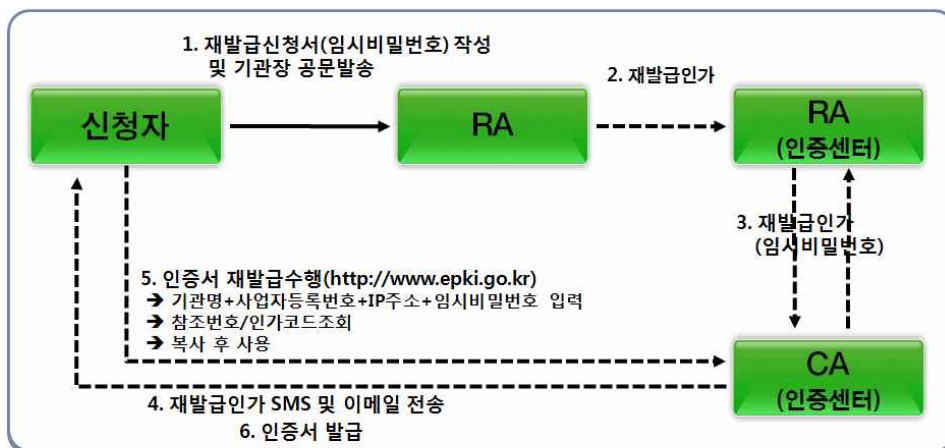 1. 재발급신청서(임시비밀번호) 작성
및 기관장 공문발송
2. 재발급인가
신청자
RA
RA
(인증센터)
3. 재발급인가
(임시비밀번호)
5. 인증서 재발급수행(http://www.epki.go.kr)
➔ 기관명+사업자등록번호+IP주소+임시비밀번호 입력
➔ 참조번호/인가코드조회
➔ 복사 후 사용
CA
(인증센터)
4. 재발급인가 SMS 및 이메일 전송
6. 인증서 발급